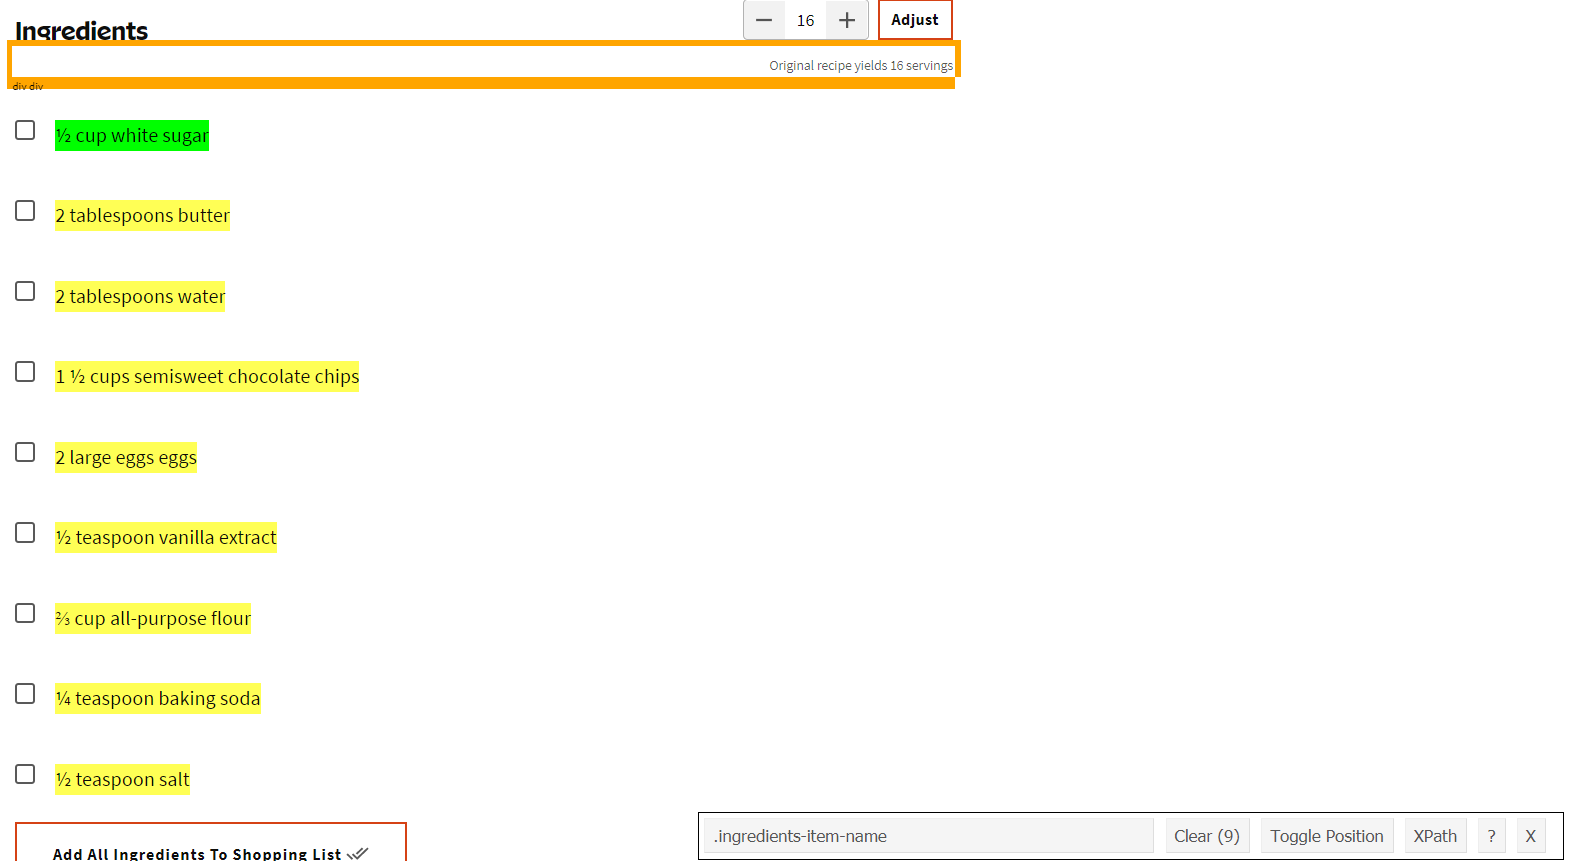 Ingredients
16
Adjust
Original recipe yields 16 servings
div div
½ cup white sugar
2 tablespoons butter
2 tablespoons water
1 ½ cups semisweet chocolate chips
2 large eggs eggs
½ teaspoon vanilla extract
⅔ cup all-purpose flour
¼ teaspoon baking soda
½ teaspoon salt
Add All Ingredients To Shopping List
.ingredients-item-name
Clear (9)
Toggle Position
XPath
?
X